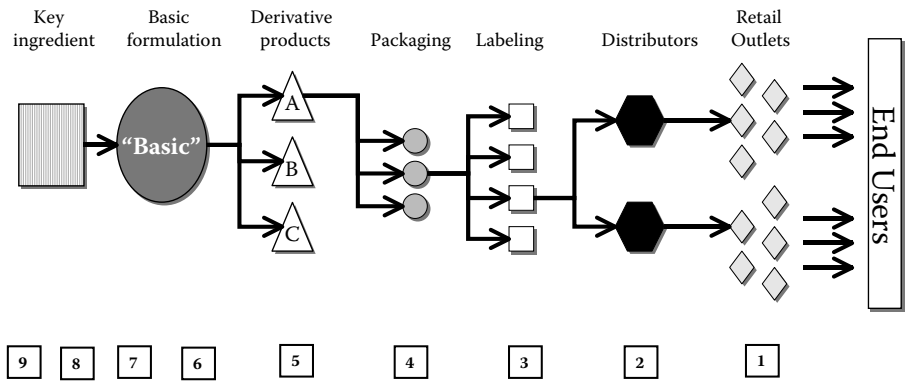 Key
ingredient
Basic
formulation
Derivative
products
Packaging
Labeling
Distributors
Retail
Outlets
“Basic”
A
B
C
End Users
9 8 7 6 5 4 3 2 1